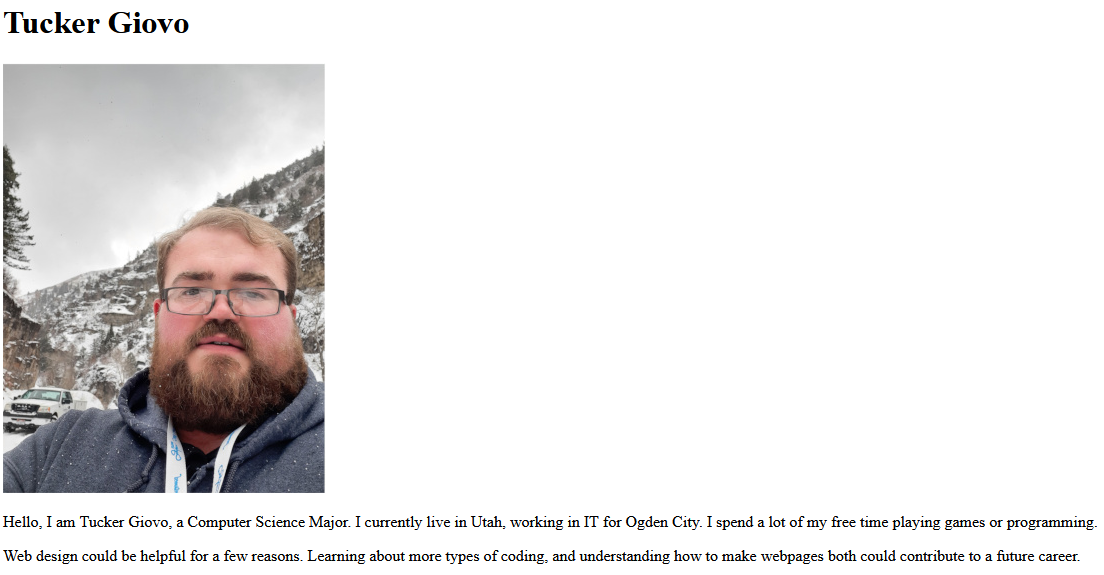 Tucker Giovo
Hello, I am Tucker Giovo, a Computer Science Major. I currently live in Utah, working in IT for Ogden City. I spend a lot of my free time playing games or programming.
Web design could be helpful for a few reasons. Learning about more types of coding, and understanding how to make webpages both could contribute to a future career.